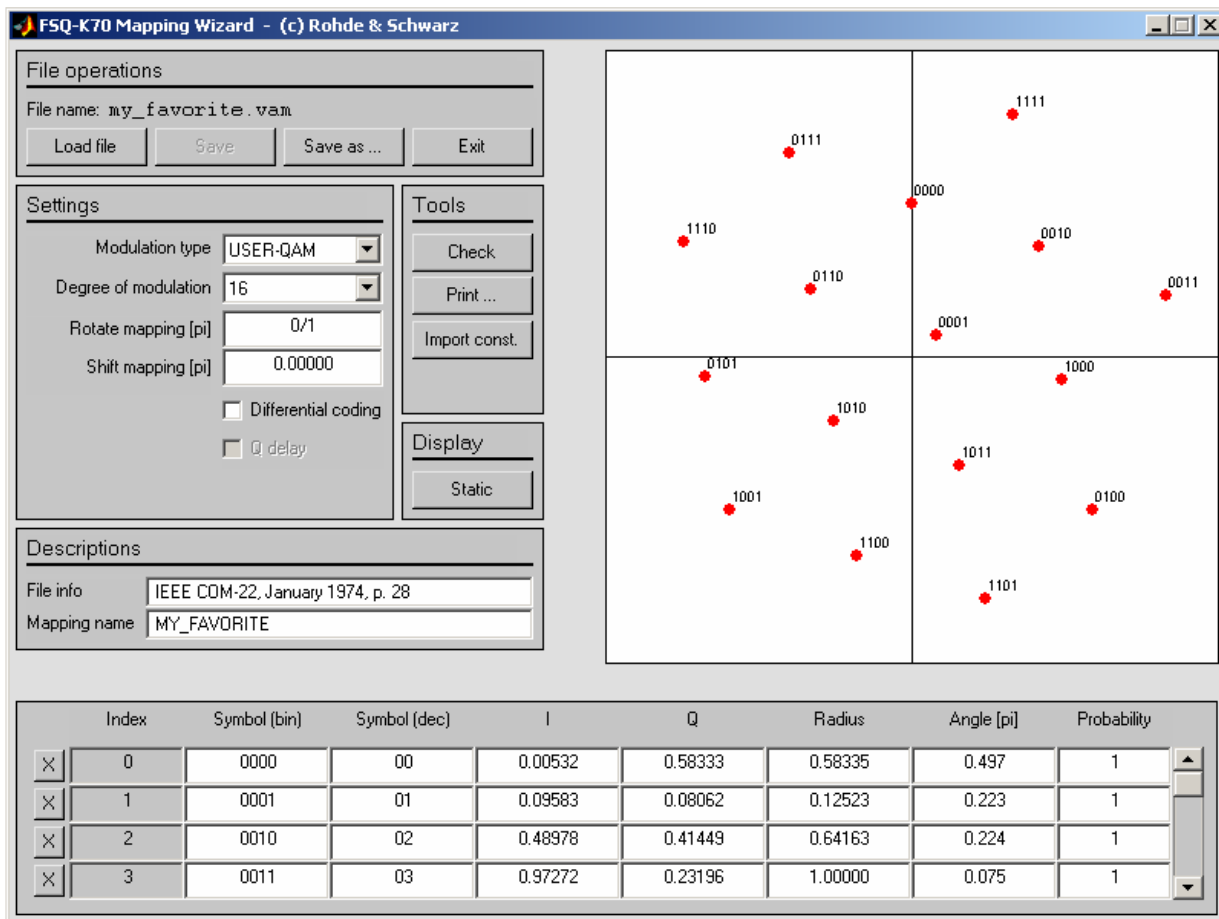 FSQ-K70 Mapping Wizard - (c) Rohde & Schwarz
File operations
File name: my_favorite.vam
Load file
Save
Save as ...
Exit
Settings
Modulation type
USER-QAM
Degree of modulation
16
Rotate mapping [pi]
0/1
Shift mapping [pi]
0.00000
Differential coding
Q delay
Tools
Check
Print ...
Import const.
Display
Static
Descriptions
File info
IEEE COM-22, January 1974, p. 28
Mapping name
MY_FAVORITE
1111
0111
0000
1110
0010
0110
0011
0001
0101
1000
1010
1011
1001
0100
1100
1101
Index Symbol (bin) Symbol (dec) I Q Radius Angle [pi] Probability
X 0 0000 00 0.00532 0.58333 0.58335 0.497 1
X 1 0001 01 0.09583 0.08062 0.12523 0.223 1
X 2 0010 02 0.48978 0.41449 0.64163 0.224 1
X 3 0011 03 0.97272 0.23196 1.00000 0.075 1